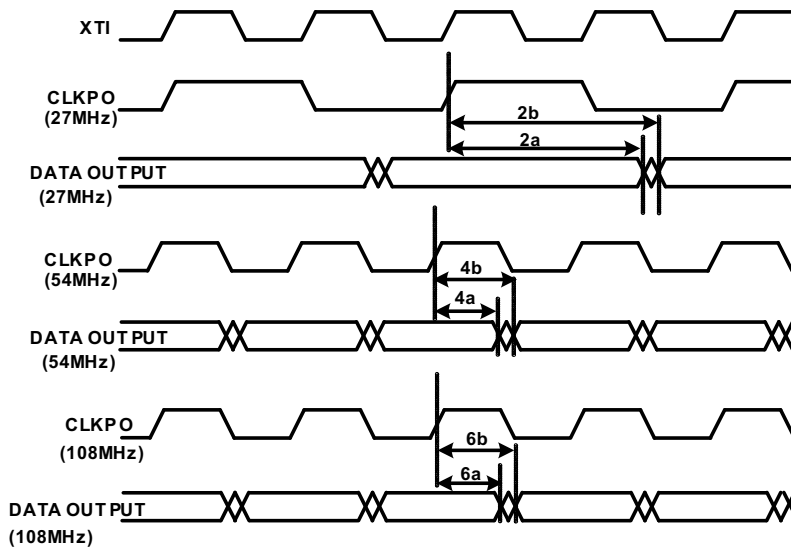 XTI
CLKPO
(27MHz)
2b
2a
DATA OUTPUT
(27MHz)
CLKPO
(54MHz)
4b
4a
DATA OUTPUT
(54MHz)
CLKPO
(108MHz)
6b
6a
DATA OUTPUT
(108MHz)